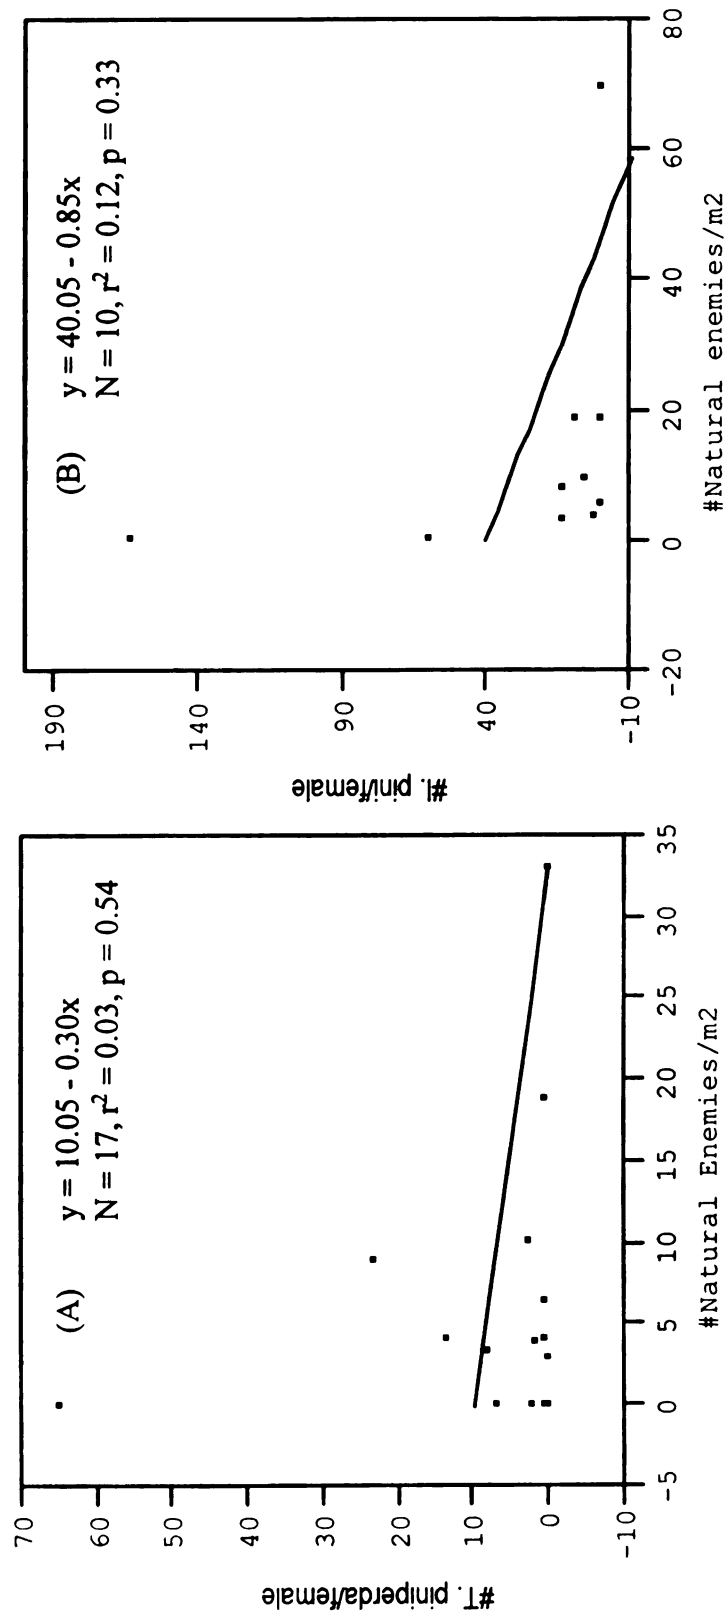 (A)
y = 10.05 - 0.30x
N = 17, r² = 0.03, p = 0.54
#T. piniperda/female
70
60
50
40
30
20
10
0
-10
-5
0
5
10
15
20
25
30
35
#Natural Enemies/m2
(B)
y = 40.05 - 0.85x
N = 10, r² = 0.12, p = 0.33
#I. pini/female
190
140
90
40
-10
-20
0
20
40
60
80
#Natural enemies/m2